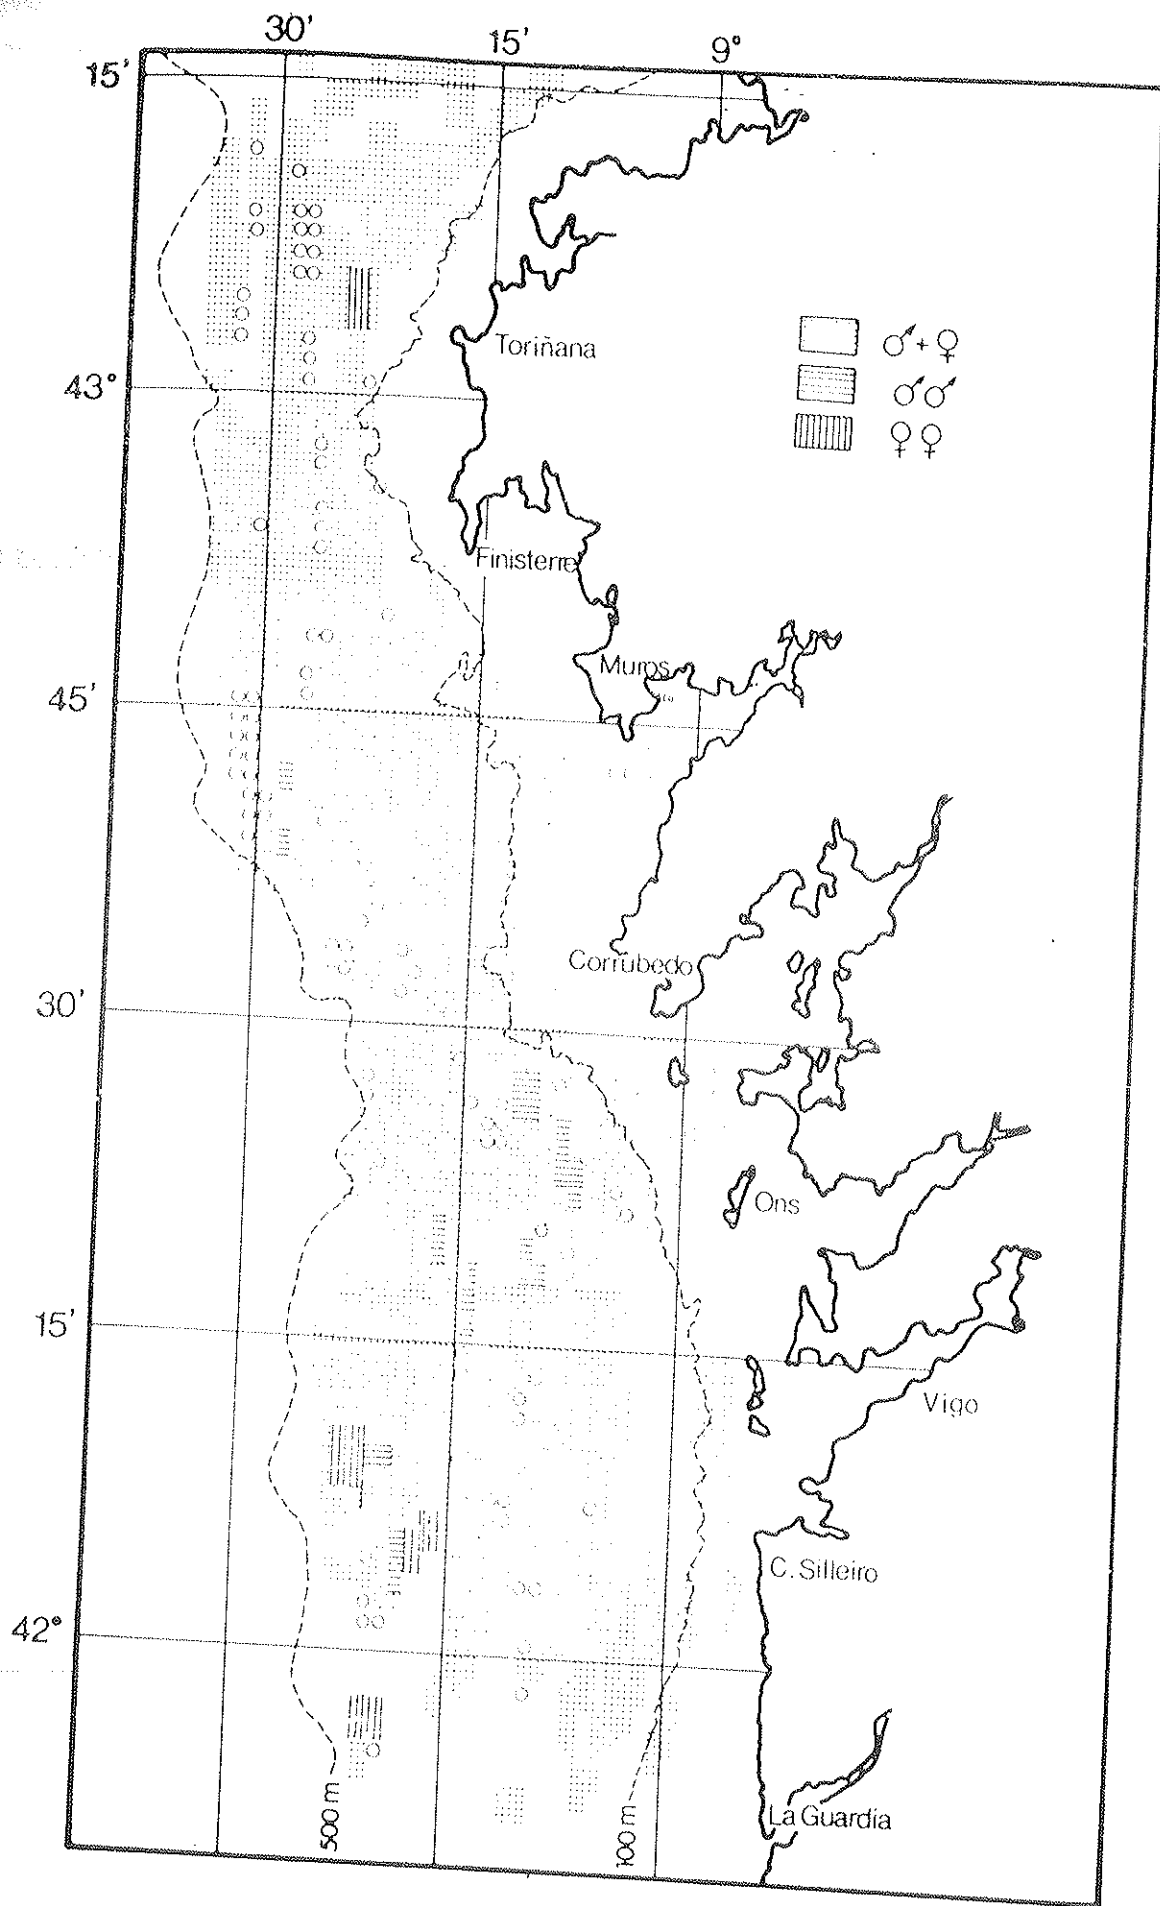 30' 15' 9°
15'
♂+♀
Toriñana
♂♂
43°
♀♀
Finisterre
Muros
45'
Corrubedo
30'
Ons
15'
Vigo
C. Silleiro
42°
500 m
100 m
La Guardia